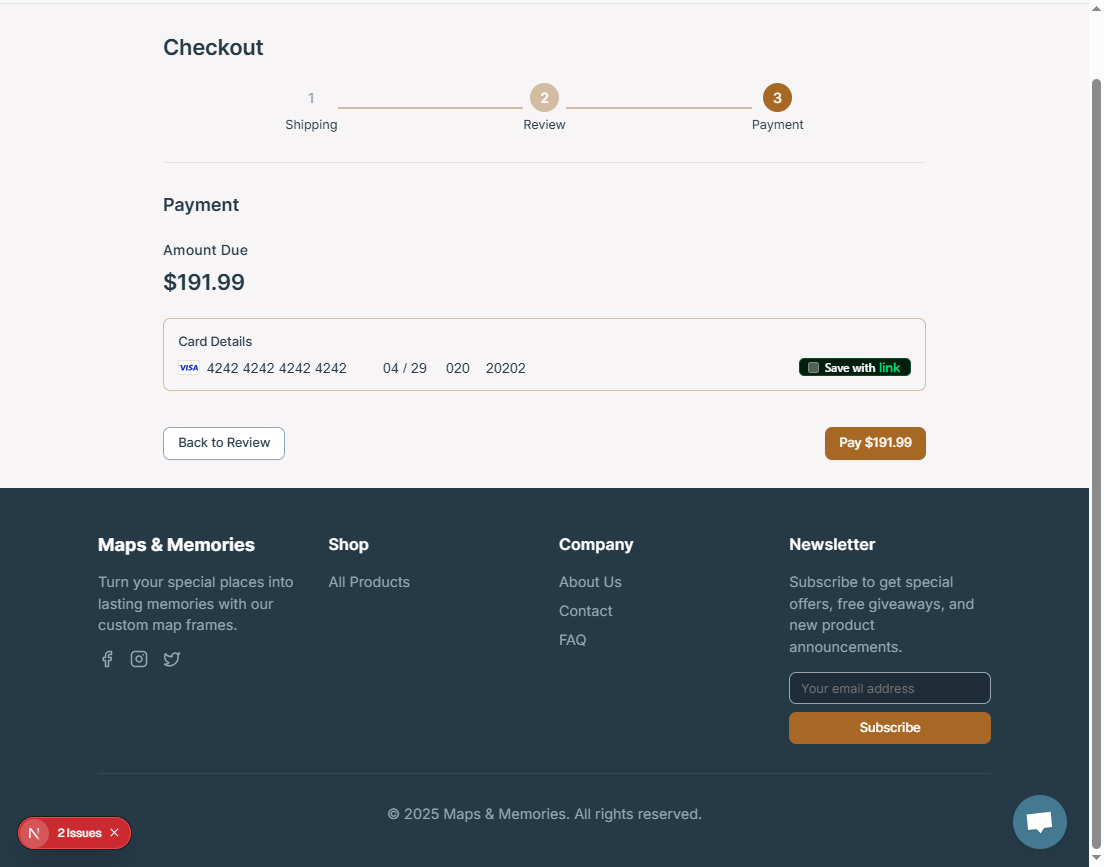 Checkout
1
2
3
Shipping
Review
Payment
Payment
Amount Due
$191.99
Card Details
VISA 4242 4242 4242 4242 04 / 29 020 20202
Save with link
Back to Review
Pay $191.99
Maps & Memories
Turn your special places into
lasting memories with our
custom map frames.
Shop
All Products
Company
About Us
Contact
FAQ
Newsletter
Subscribe to get special
offers, free giveaways, and
new product
announcements.
Your email address
Subscribe
© 2025 Maps & Memories. All rights reserved.
N 2 Issues